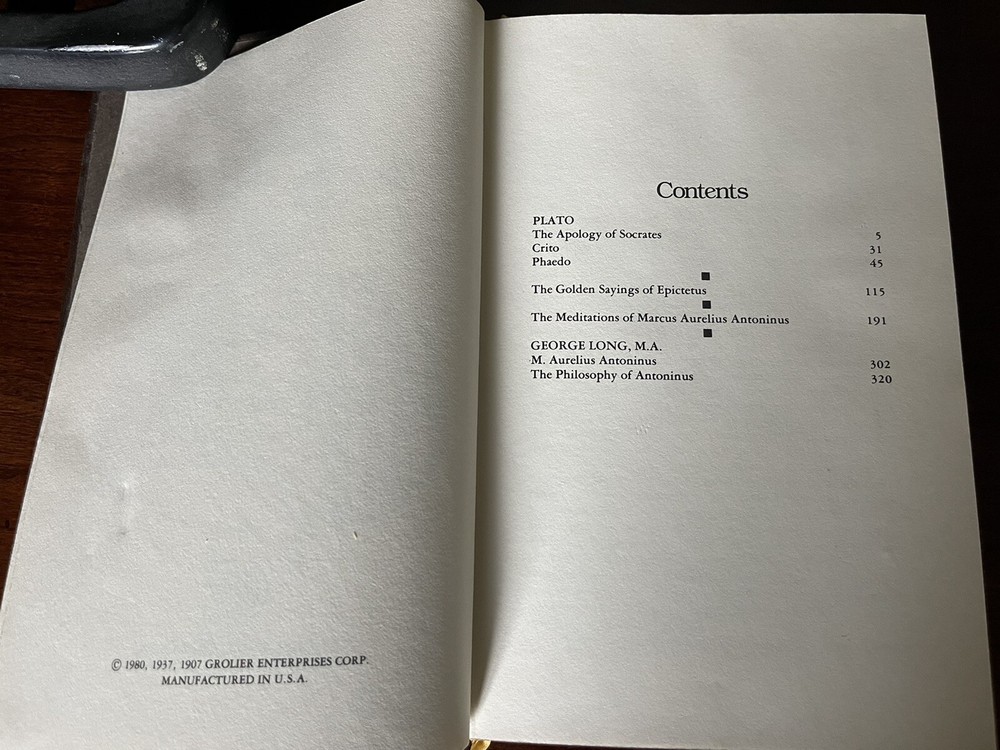 © 1980, 1937, 1907 GROLIER ENTERPRISES CORP.
MANUFACTURED IN U.S.A.
Contents
PLATO
The Apology of Socrates 5
Crito 31
Phaedo 45
The Golden Sayings of Epictetus 115
The Meditations of Marcus Aurelius Antoninus 191
GEORGE LONG, M.A.
M. Aurelius Antoninus 302
The Philosophy of Antoninus 320